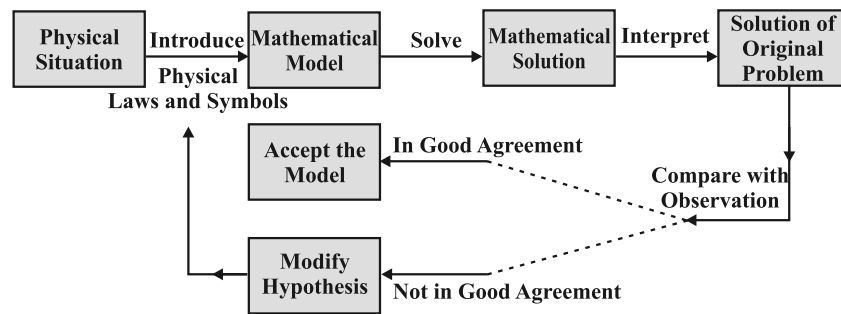 Physical
Situation
Introduce
Physical
Laws and Symbols
Mathematical
Model
Solve
Mathematical
Solution
Interpret
Solution of
Original
Problem
Compare with
Observation
In Good Agreement
Accept the
Model
Not in Good Agreement
Modify
Hypothesis